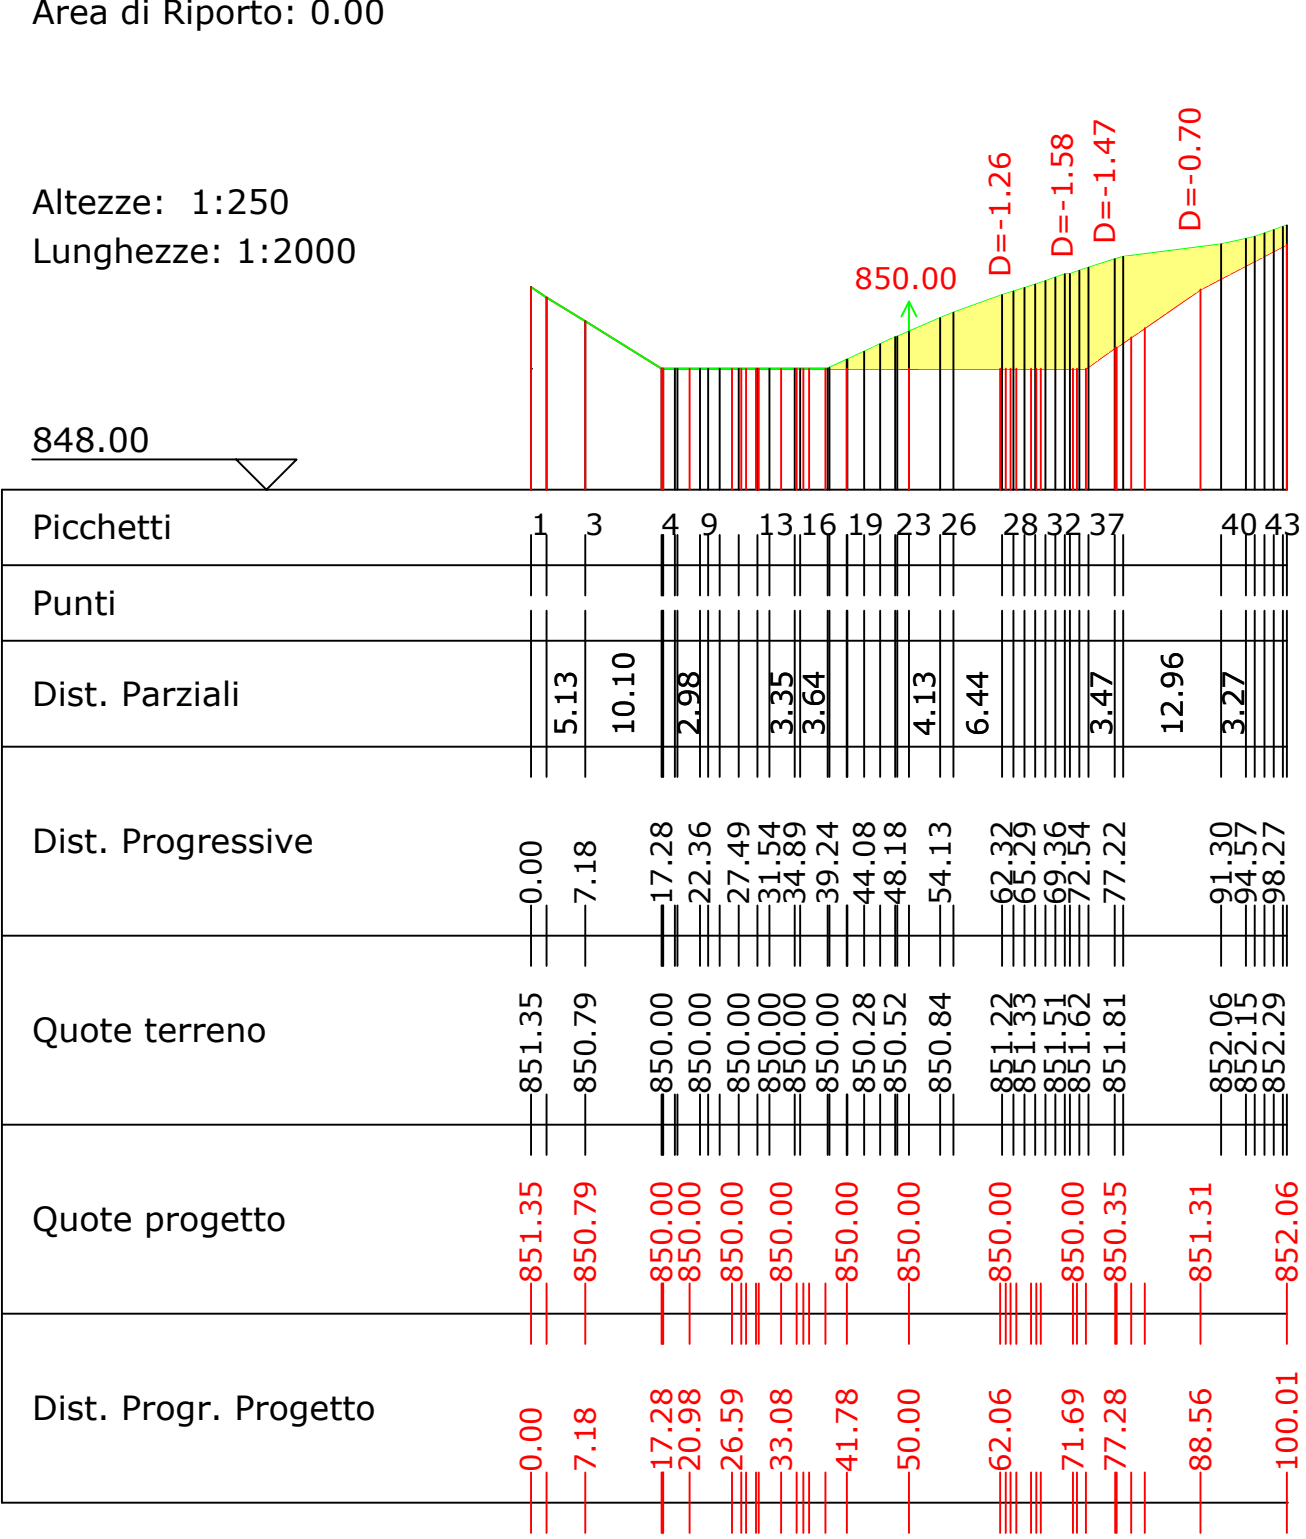 Area di Riporto: 0.00
D=-1.26 D=-1.58 D=-1.47 D=-0.70
Altezze: 1:250
Lunghezze: 1:2000
850.00
848.00
Picchetti 1 3 4 9 13 16 19 23 26 28 32 37 40 43
Punti
Dist. Parziali 5.13 10.10 2.98 3.35 3.64 4.13 6.44 3.47 12.96 3.27
Dist. Progressive 0.00 7.18 17.28 22.36 27.49 31.54 34.89 39.24 44.08 48.18 54.13 62.32 65.29 69.36 72.54 77.22 91.30 94.57 98.27
Quote terreno 851.35 850.79 850.00 850.00 850.00 850.00 850.00 850.00 850.28 850.52 850.84 851.22 851.33 851.51 851.62 851.81 852.06 852.15 852.29
Quote progetto 851.35 850.79 850.00 850.00 850.00 850.00 850.00 850.00 850.00 850.00 850.35 851.31 852.06
Dist. Progr. Progetto 0.00 7.18 17.28 20.98 26.59 33.08 41.78 50.00 62.06 71.69 77.28 88.56 100.01